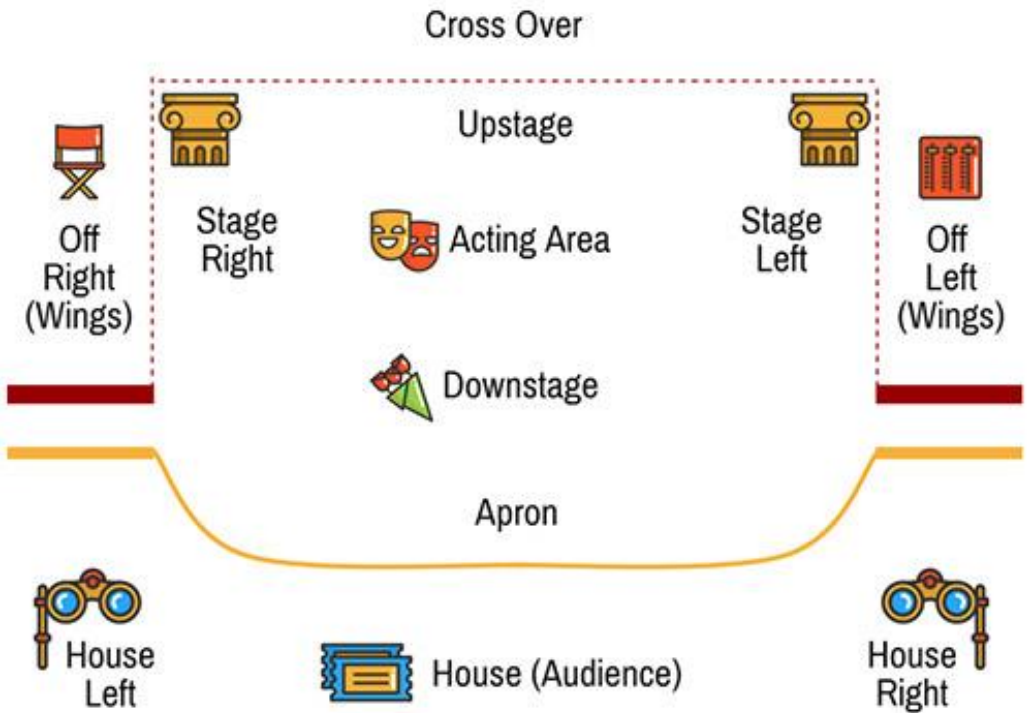 Cross Over
Upstage
Stage
Right
Acting Area
Stage
Left
Off
Right
(Wings)
Off
Left
(Wings)
Downstage
Apron
House
Left
House (Audience)
House
Right